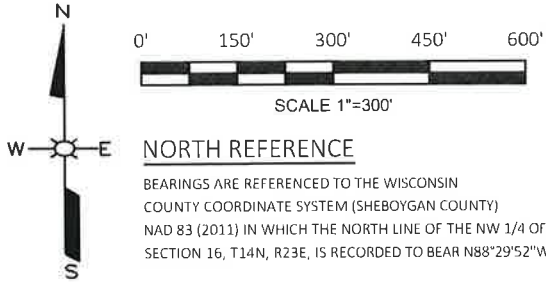 N
W E
S
0' 150' 300' 450' 600'
SCALE 1"=300'
NORTH REFERENCE
BEARINGS ARE REFERENCED TO THE WISCONSIN
COUNTY COORDINATE SYSTEM (SHEBOYGAN COUNTY)
NAD 83 (2011) IN WHICH THE NORTH LINE OF THE NW 1/4 OF
SECTION 16, T14N, R23E, IS RECORDED TO BEAR N88°29'52"W